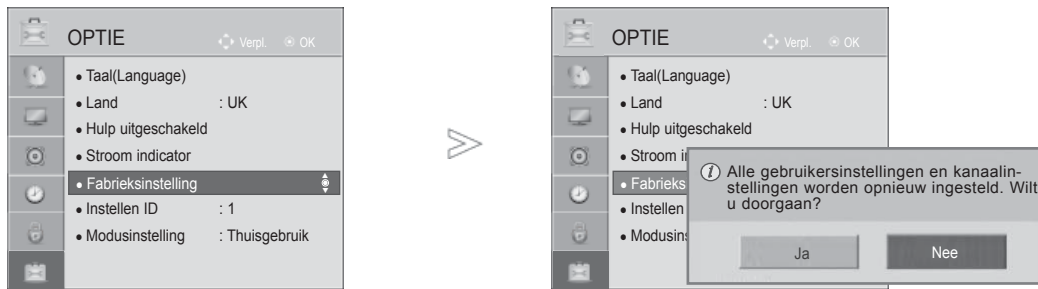 OPTIE Verpl. OK
• Taal(Language)
• Land : UK
• Hulp uitgeschakeld
• Stroom indicator
• Fabrieksinstelling
• Instellen ID : 1
• Modusinstelling : Thuisgebruik
OPTIE Verpl. OK
• Taal(Language)
• Land : UK
• Hulp uitgeschakeld
• Stroom i
• Fabrieks
• Instellen
• Modusins
Alle gebruikersinstellingen en kanaalin-
stellingen worden opnieuw ingesteld. Wilt
u doorgaan?
Ja Nee